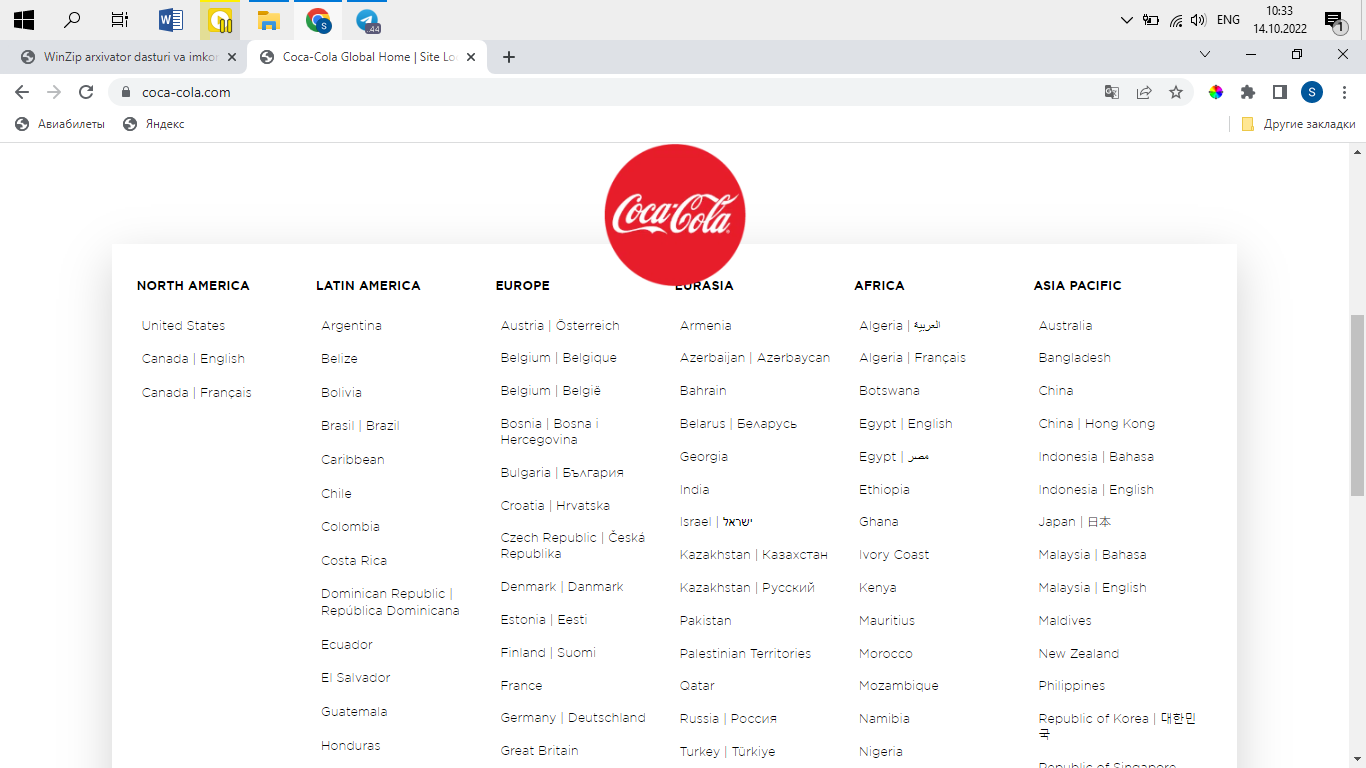 ENG
10:33
14.10.2022
1
.44
S
WinZip arxivator dasturi va imkon
Coca-Cola Global Home | Site Lo
coca-cola.com
S
Авиабилеты
Яндекс
Другие закладки
Coca-Cola
NORTH AMERICA
United States
Canada | English
Canada | Français
LATIN AMERICA
Argentina
Belize
Bolivia
Brasil | Brazil
Caribbean
Chile
Colombia
Costa Rica
Dominican Republic |
República Dominicana
Ecuador
El Salvador
Guatemala
Honduras
EUROPE
Austria | Österreich
Belgium | Belgique
Belgium | België
Bosnia | Bosna i
Hercegovina
Bulgaria | България
Croatia | Hrvatska
Czech Republic | Česká
Republika
Denmark | Danmark
Estonia | Eesti
Finland | Suomi
France
Germany | Deutschland
Great Britain
EURASIA
Armenia
Azerbaijan | Azərbaycan
Bahrain
Belarus | Беларусь
Georgia
India
Israel | ישראל
Kazakhstan | Казахстан
Kazakhstan | Русский
Pakistan
Palestinian Territories
Qatar
Russia | Россия
Turkey | Türkiye
AFRICA
Algeria | العربية
Algeria | Français
Botswana
Egypt | English
Egypt | مصر
Ethiopia
Ghana
Ivory Coast
Kenya
Mauritius
Morocco
Mozambique
Namibia
Nigeria
ASIA PACIFIC
Australia
Bangladesh
China
China | Hong Kong
Indonesia | Bahasa
Indonesia | English
Japan | 日本
Malaysia | Bahasa
Malaysia | English
Maldives
New Zealand
Philippines
Republic of Korea | 대한민
국
Republic of Singapore